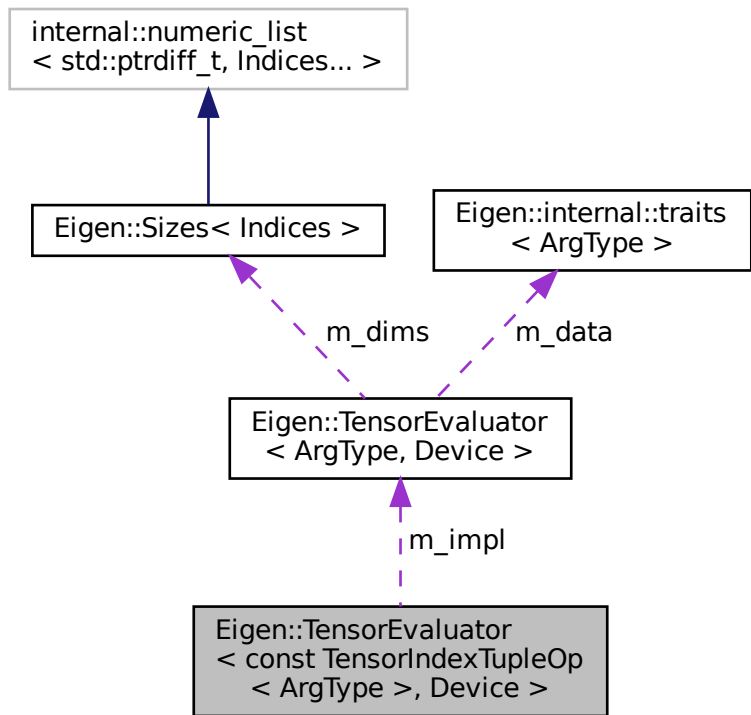 internal::numeric_list
< std::ptrdiff_t, Indices... >
Eigen::Sizes< Indices >
Eigen::internal::traits
< ArgType >
m_dims
m_data
Eigen::TensorEvaluator
< ArgType, Device >
m_impl
Eigen::TensorEvaluator
< const TensorIndexTupleOp
< ArgType >, Device >